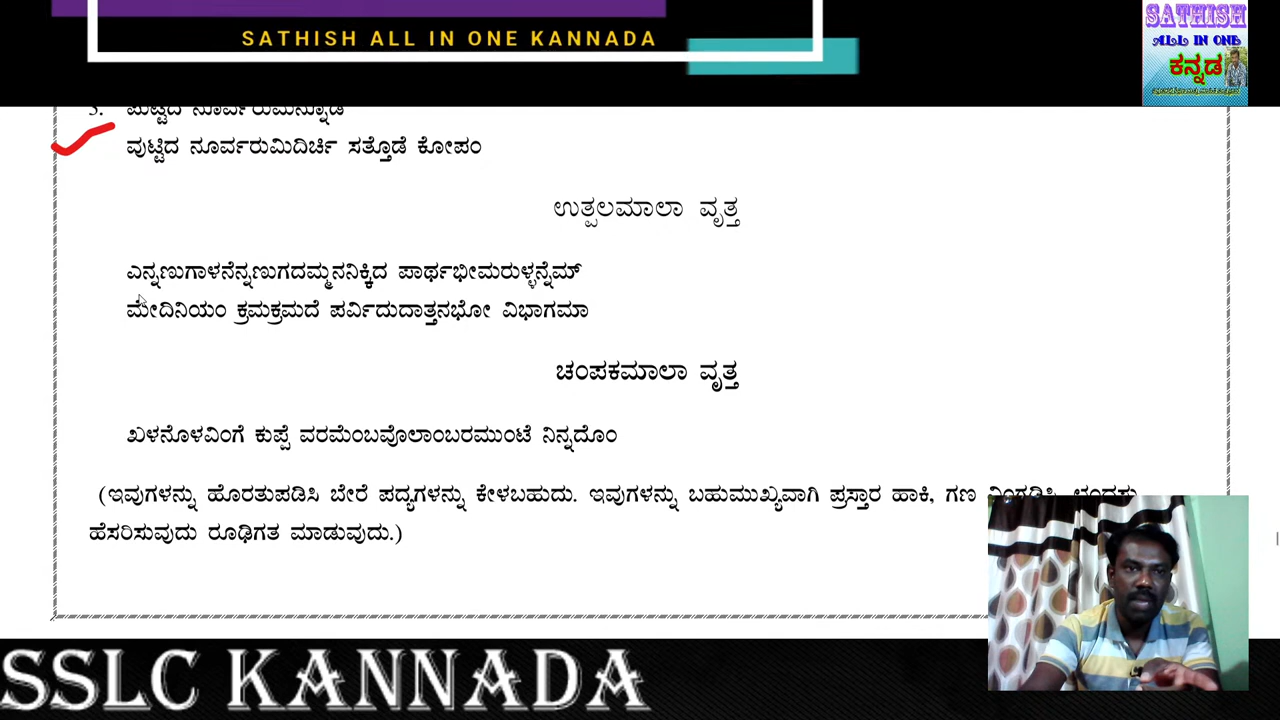 SATHISH ALL IN ONE KANNADA
SATHISH
ALL IN ONE
ಕನ್ನಡ
3. ಪುಟ್ಟಿದ ನೂರ್ವರುಮೆನ್ನೊಡ
ವುಟ್ಟಿದ ನೂರ್ವರುಮಿದಿರ್ಚಿ ಸತ್ತೊಡೆ ಕೋಪಂ
ಉತ್ಪಲಮಾಲಾ ವೃತ್ತ
ಎನ್ನಣುಗಾಳನೆನ್ನಣುಗದಮ್ಮನನಿಕ್ಕಿದ ಪಾರ್ಥಭೀಮರುಳ್ಳನ್ನೆಮ್
ಮೇದಿನಿಯಂ ಕ್ರಮಕ್ರಮದೆ ಪರ್ವಿದುದಾತ್ತನಭೋ ವಿಭಾಗಮಾ
ಚಂಪಕಮಾಲಾ ವೃತ್ತ
ಖಳನೊಳವಿಂಗೆ ಕುಪ್ಪೆ ವರಮೆಂಬವೊಲಾಂಬರಮುಂಟೆ ನಿನ್ನದೊಂ
(ಇವುಗಳನ್ನು ಹೊರತುಪಡಿಸಿ ಬೇರೆ ಪದ್ಯಗಳನ್ನು ಕೇಳಬಹುದು. ಇವುಗಳನ್ನು ಬಹುಮುಖ್ಯವಾಗಿ ಪ್ರಸ್ತಾರ ಹಾಕಿ, ಗಣ
ಹೆಸರಿಸುವುದು ರೂಢಿಗತ ಮಾಡುವುದು.)
SSLC KANNADA